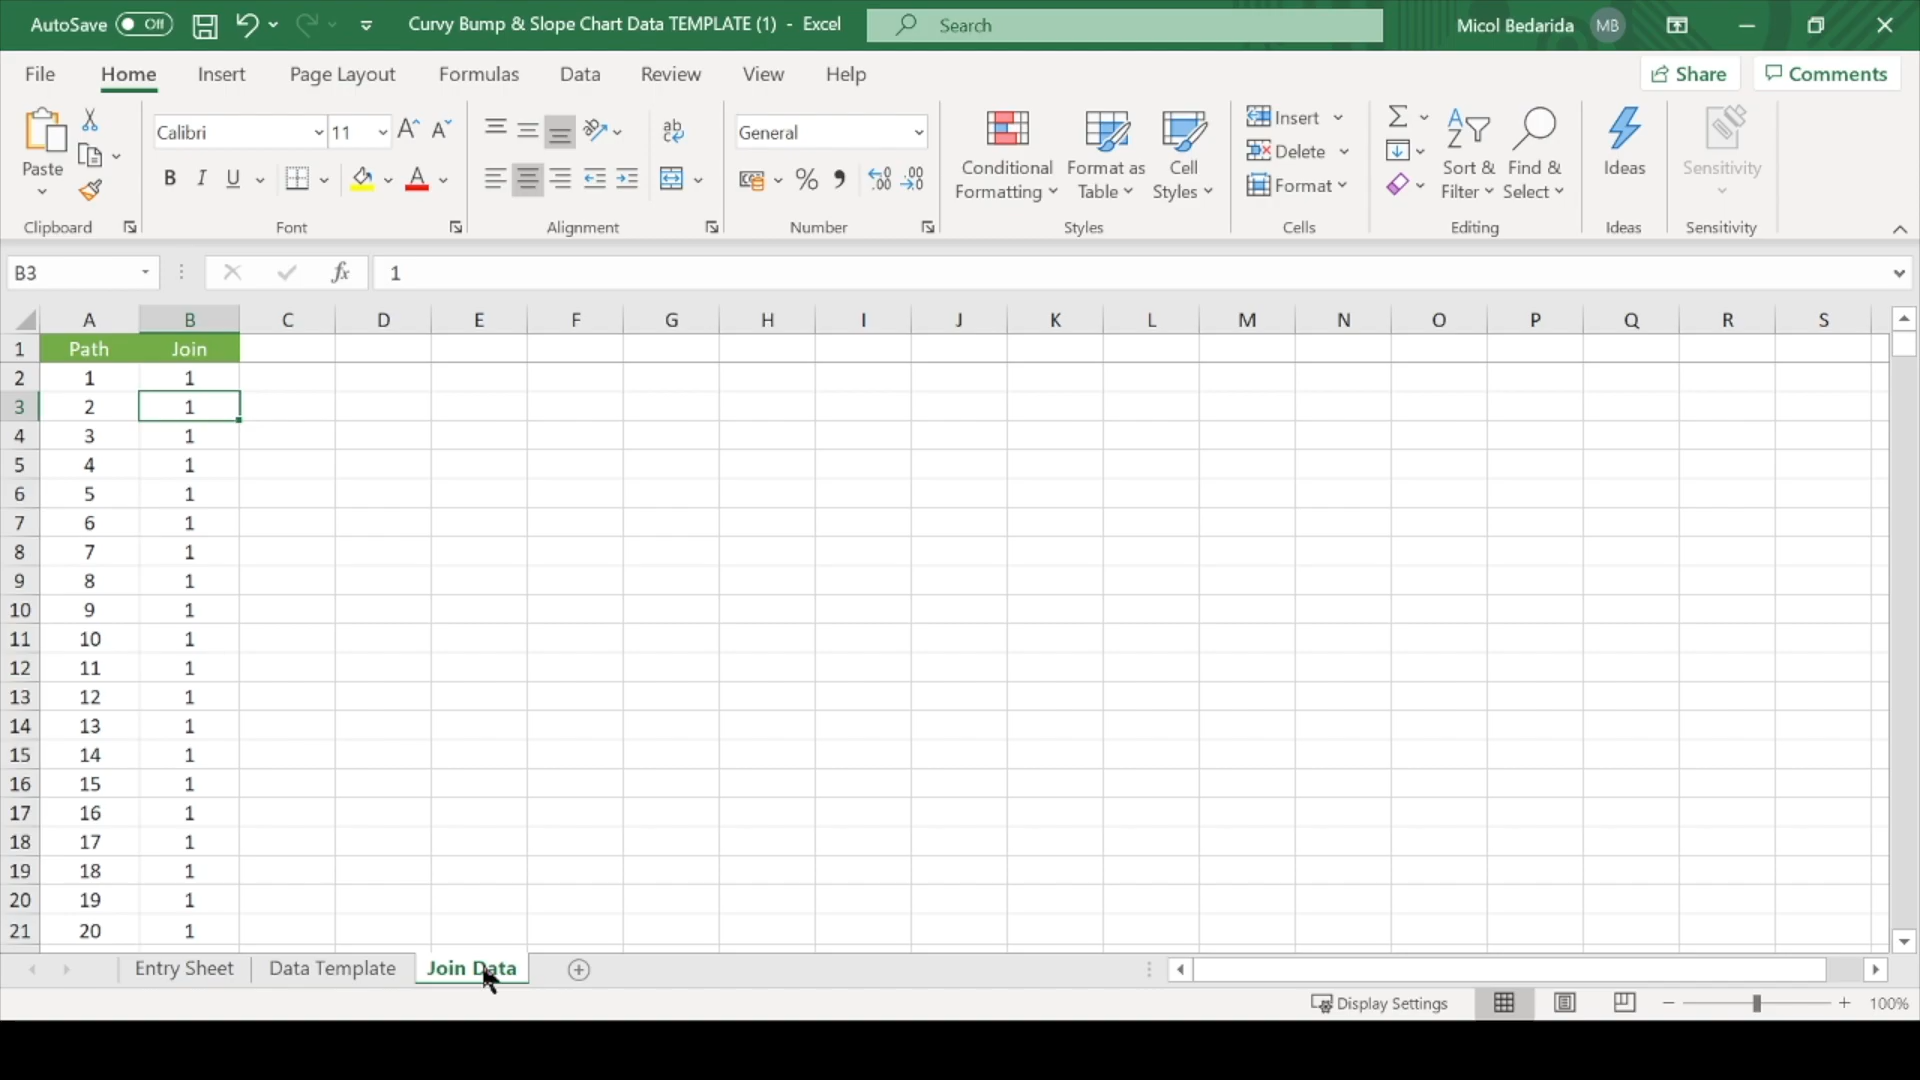 AutoSave Off Curvy Bump & Slope Chart Data TEMPLATE (1) - Excel Search Micol Bedarida MB
File Home Insert Page Layout Formulas Data Review View Help Share Comments
Paste Calibri 11 A A ab c General Conditional Formatting Format as Table Cell Styles Insert Delete Format Sort & Filter Find & Select Ideas Sensitivity
B I U A % 9
Clipboard Font Alignment Number Styles Cells Editing Ideas Sensitivity
B3 fx 1
A B C D E F G H I J K L M N O P Q R S
1 Path Join
2 1 1
3 2 1
4 3 1
5 4 1
6 5 1
7 6 1
8 7 1
9 8 1
10 9 1
11 10 1
12 11 1
13 12 1
14 13 1
15 14 1
16 15 1
17 16 1
18 17 1
19 18 1
20 19 1
21 20 1
Entry Sheet Data Template Join Data
Display Settings 100%